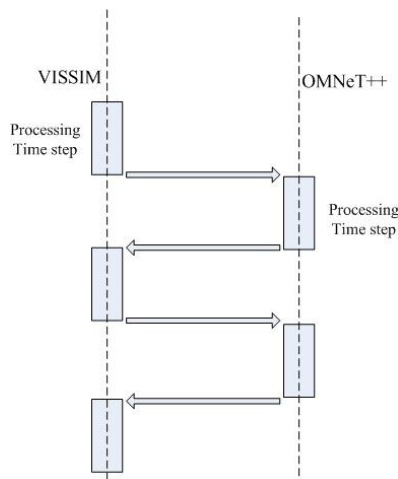 VISSIM
OMNeT++
Processing
Time step
Processing
Time step